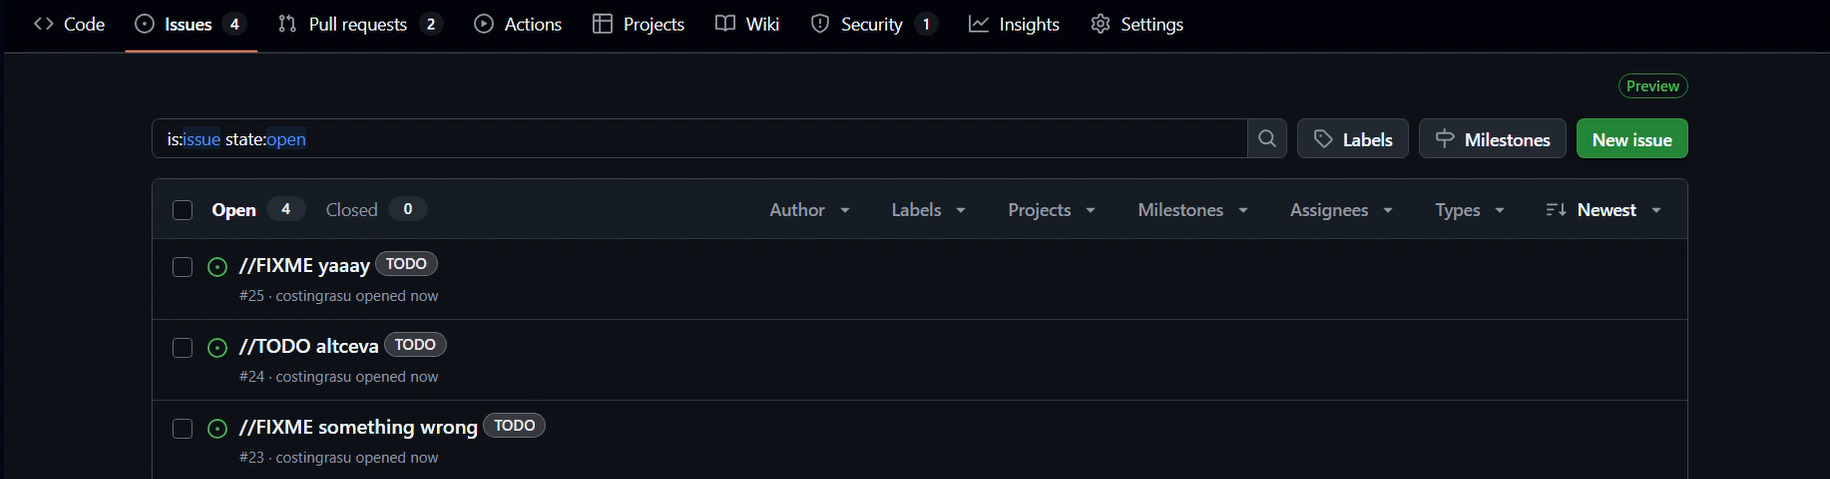 Code Issues 4 Pull requests 2 Actions Projects Wiki Security 1 Insights Settings
Preview
is:issue state:open Labels Milestones New issue
Open 4 Closed 0 Author Labels Projects Milestones Assignees Types Newest
//FIXME yaaay TODO
#25 · costingrasu opened now
//TODO altceva TODO
#24 · costingrasu opened now
//FIXME something wrong TODO
#23 · costingrasu opened now